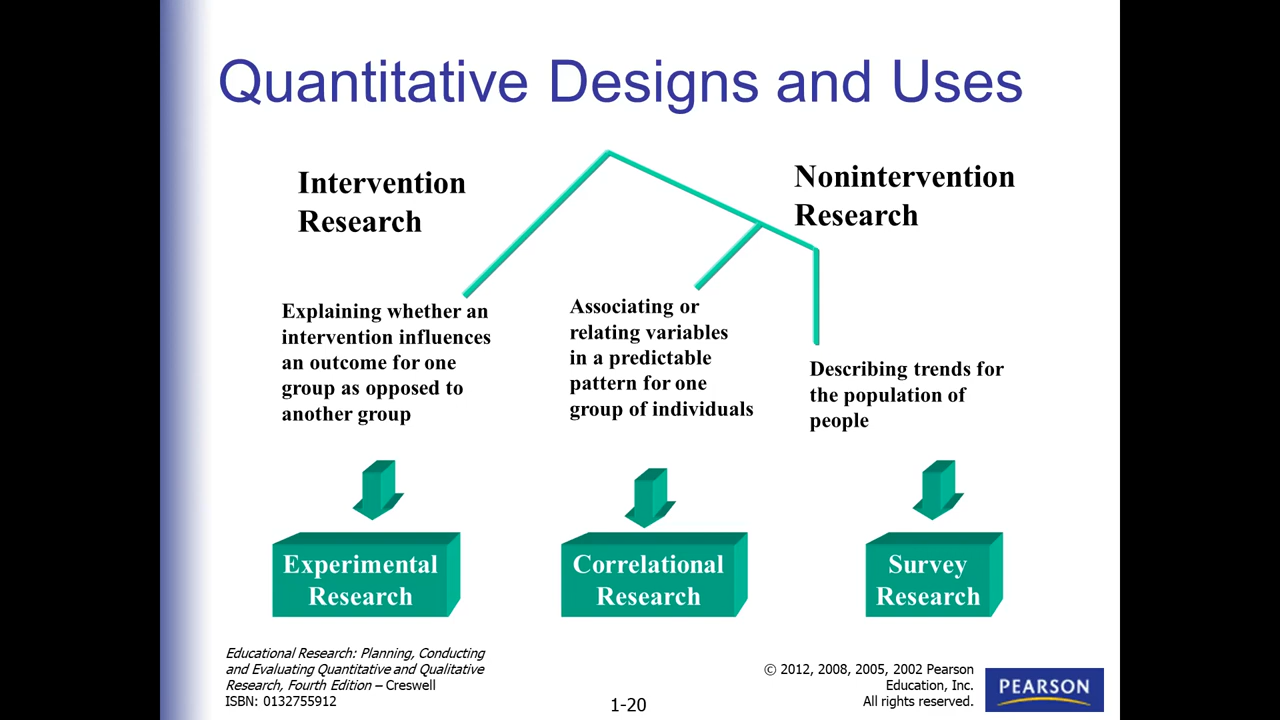 Quantitative Designs and Uses
Intervention
Research
Nonintervention
Research
Explaining whether an
intervention influences
an outcome for one
group as opposed to
another group
Associating or
relating variables
in a predictable
pattern for one
group of individuals
Describing trends for
the population of
people
Experimental
Research
Correlational
Research
Survey
Research
Educational Research: Planning, Conducting
and Evaluating Quantitative and Qualitative
Research, Fourth Edition – Creswell
ISBN: 0132755912
1-20
© 2012, 2008, 2005, 2002 Pearson
Education, Inc.
All rights reserved.
PEARSON